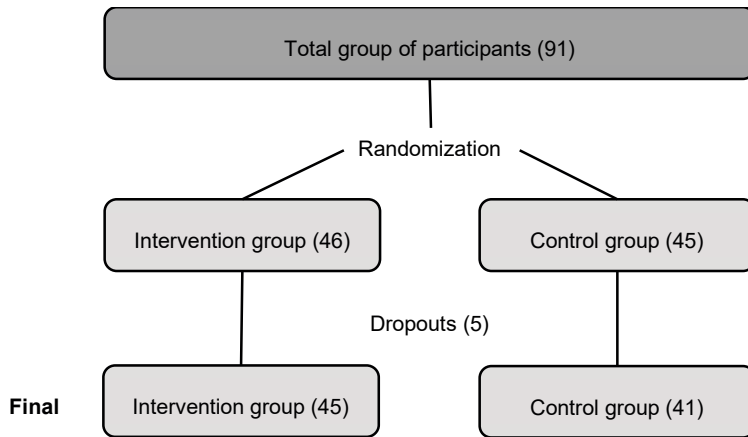 Total group of participants (91)
Randomization
Intervention group (46)
Control group (45)
Dropouts (5)
Final
Intervention group (45)
Control group (41)